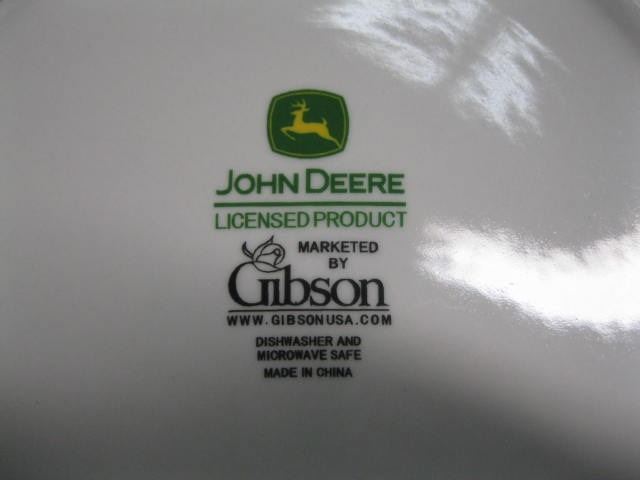 JOHN DEERE
LICENSED PRODUCT
MARKETED
BY
Gibson
WWW.GIBSONUSA.COM
DISHWASHER AND
MICROWAVE SAFE
MADE IN CHINA